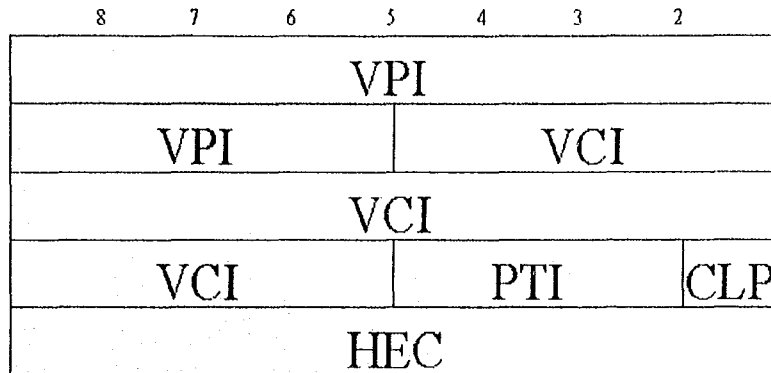 8 7 6 5 4 3 2
VPI
VPI VCI
VCI
VCI PTI CLP
HEC